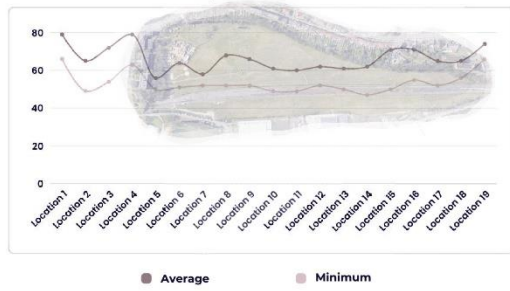 80
60
40
20
0
Location 1
Location 2
Location 3
Location 4
Location 5
Location 6
Location 7
Location 8
Location 9
Location 10
Location 11
Location 12
Location 13
Location 14
Location 15
Location 16
Location 17
Location 18
Location 19
Average
Minimum